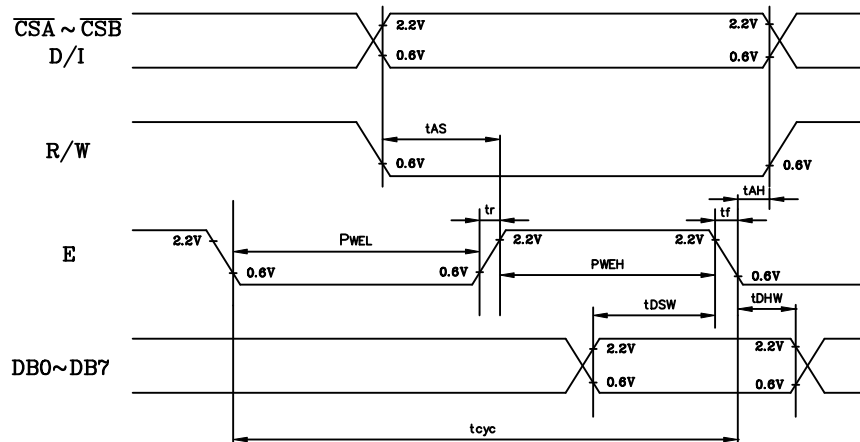 CSA ~ CSB
D/I
2.2V
0.6V
2.2V
0.6V
R/W
tAS
0.6V
0.6V
tAH
E
2.2V
PWEL
0.6V
0.6V
tr
2.2V
2.2V
tf
PWEH
0.6V
tDSW
tDHW
DB0~DB7
2.2V
0.6V
2.2V
0.6V
tcyc